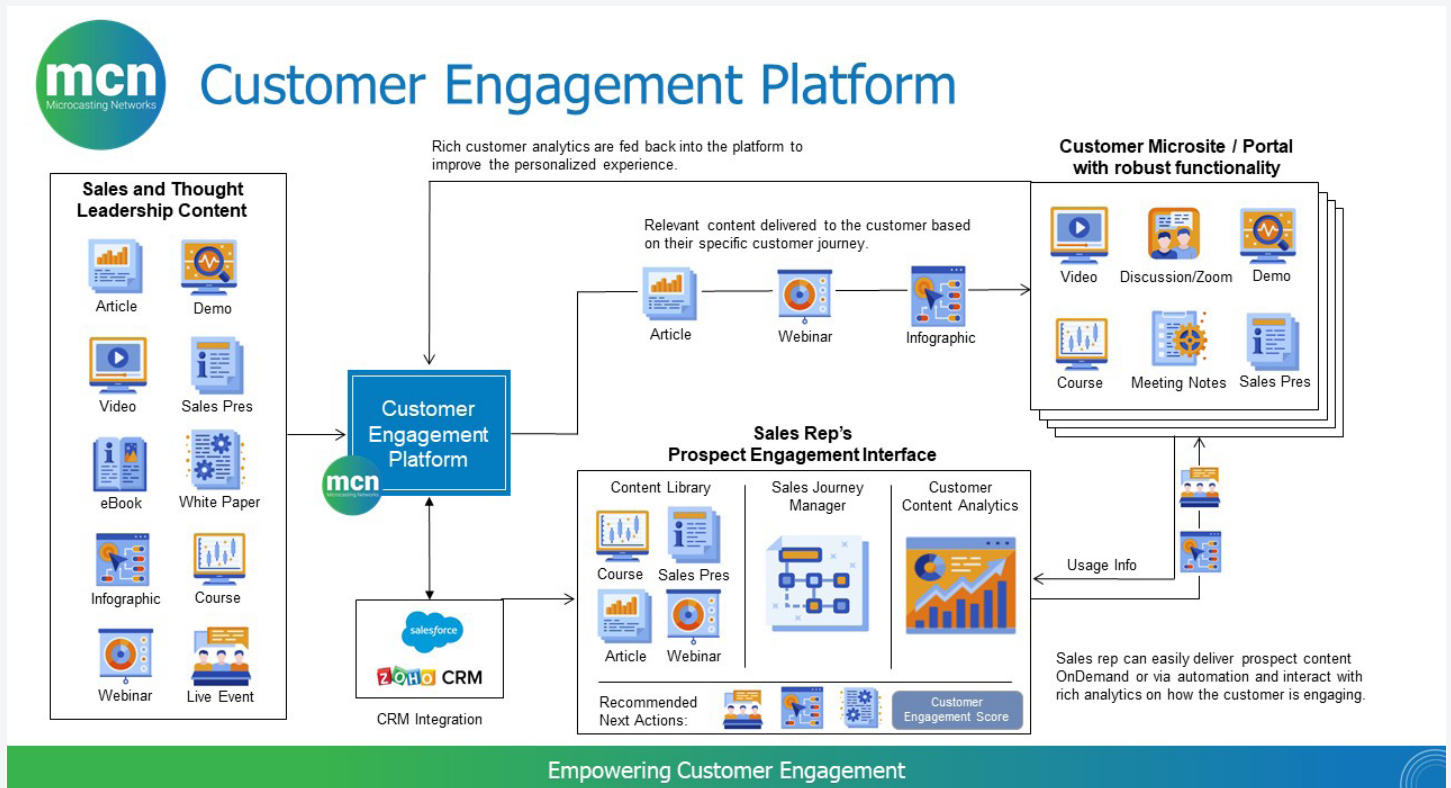 mcn
Microcasting Networks
Customer Engagement Platform
Rich customer analytics are fed back into the platform to
improve the personalized experience.
Customer Microsite / Portal
with robust functionality
Sales and Thought
Leadership Content
Article
Demo
Video
Sales Pres
eBook
White Paper
Infographic
Course
Webinar
Live Event
Relevant content delivered to the customer based
on their specific customer journey.
Article
Webinar
Infographic
Video
Discussion/Zoom
Demo
Course
Meeting Notes
Sales Pres
Customer
Engagement
Platform
mcn
Microcasting Networks
Sales Rep's
Prospect Engagement Interface
Content Library
Course
Sales Pres
Article
Webinar
Sales Journey
Manager
Customer
Content Analytics
Recommended
Next Actions:
Customer
Engagement Score
salesforce
ZOHO CRM
CRM Integration
Usage Info
Sales rep can easily deliver prospect content
OnDemand or via automation and interact with
rich analytics on how the customer is engaging.
Empowering Customer Engagement